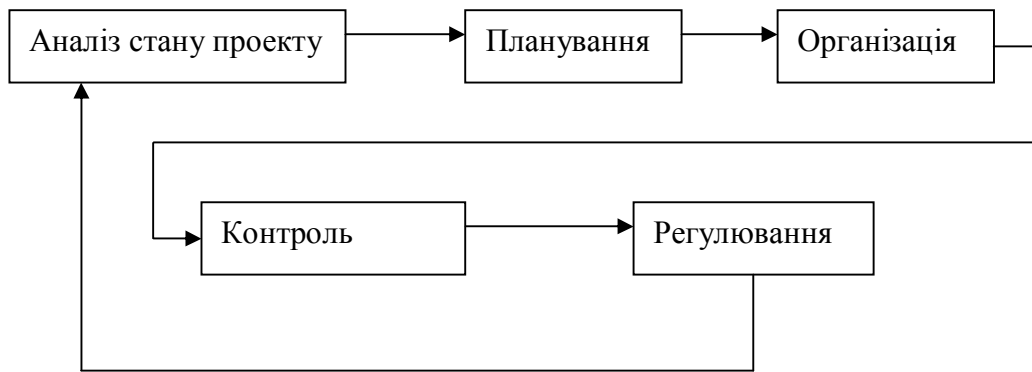 Аналіз стану проекту
Планування
Організація
Контроль
Регулювання